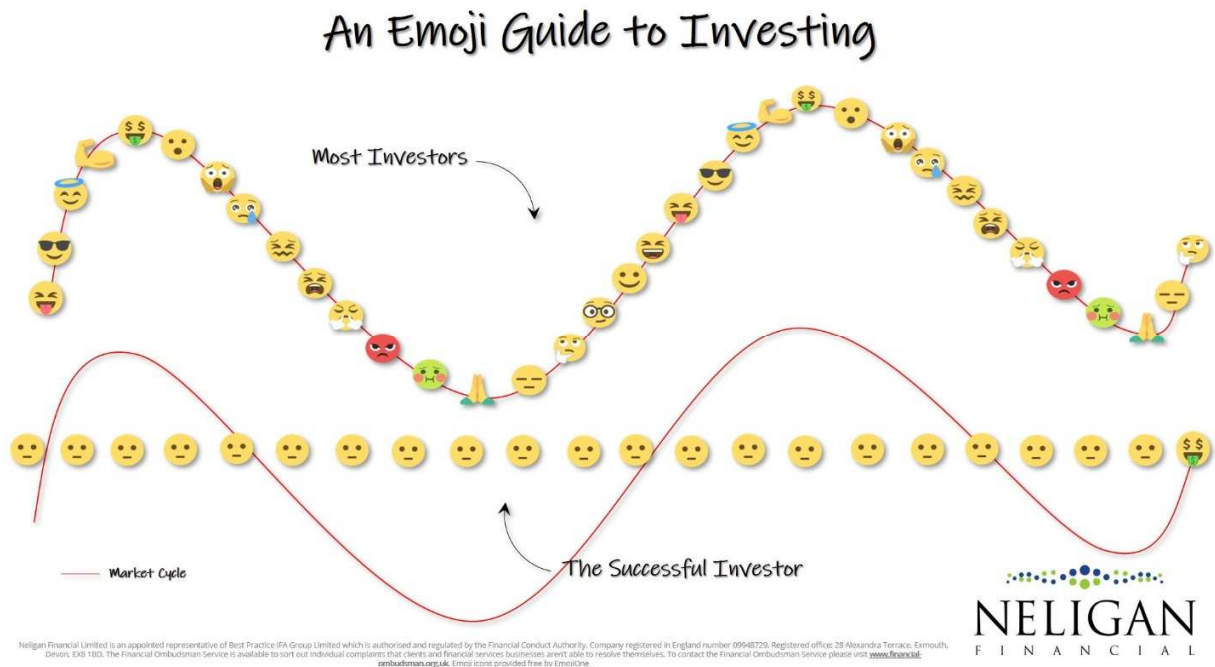 An Emoji Guide to Investing
Most Investors
The Successful Investor
Market Cycle
NELIGAN
FINANCIAL
Neligan Financial Limited is an appointed representative of Best Practice IFA Group Limited which is authorised and regulated by the Financial Conduct Authority. Company registered in England number 09948729. Registered office: 28 Alexandra Terrace, Exmouth,
Devon, EX8 1BD. The Financial Ombudsman Service is available to sort out individual complaints that clients and financial services businesses aren't able to resolve themselves. To contact the Financial Ombudsman Service please visit www.financial-
ombudsman.org.uk. Emoji icons provided free by EmojiOne